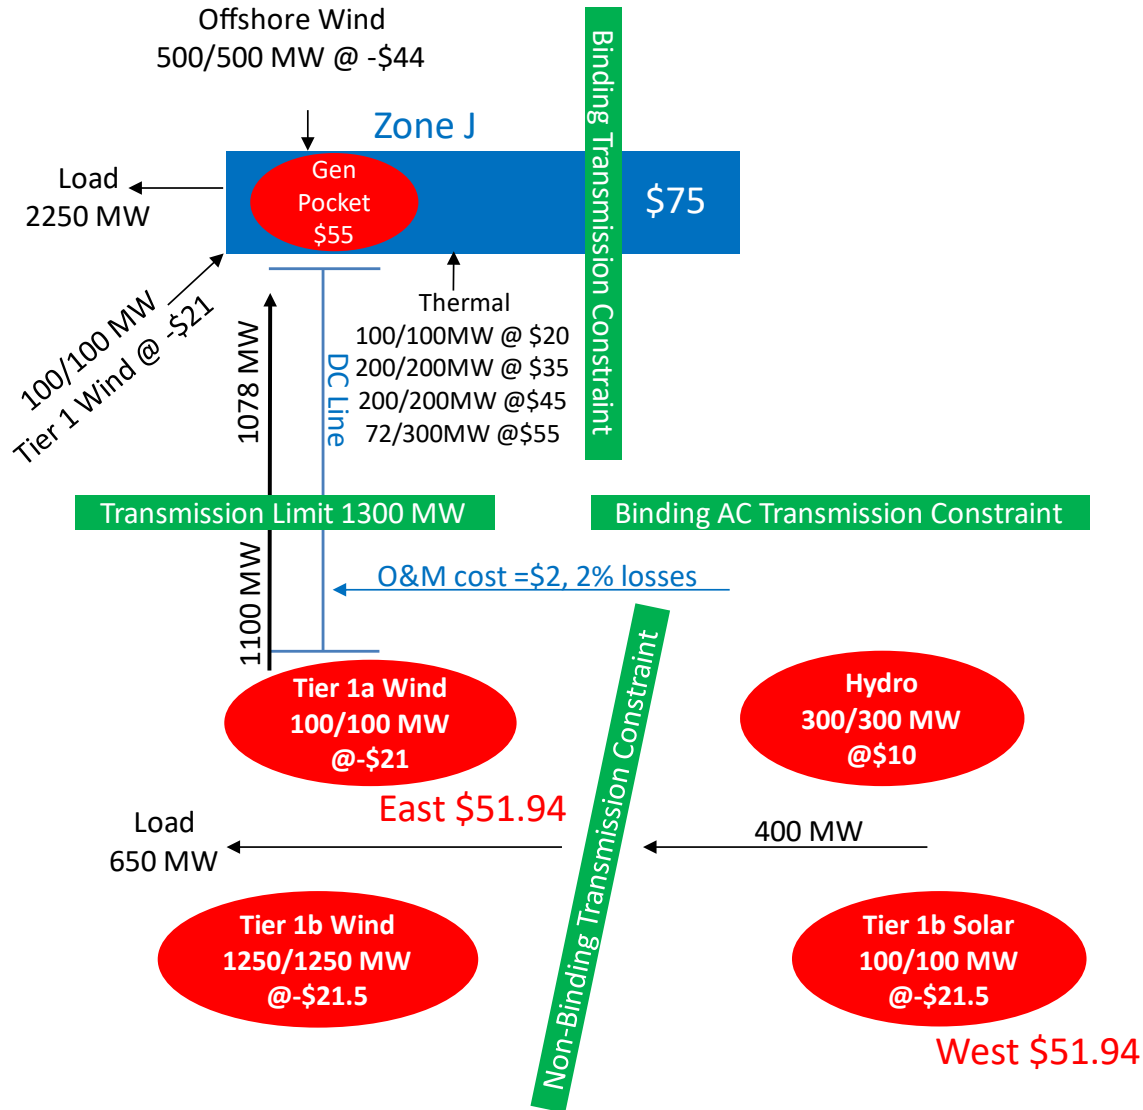 Offshore Wind
500/500 MW @ -$44
Binding Transmission Constraint
Zone J
Load
2250 MW
Gen
Pocket
$55
$75
100/100 MW
Tier 1 Wind @ -$21
1078 MW
DC Line
Thermal
100/100MW @ $20
200/200MW @ $35
200/200MW @$45
72/300MW @$55
Transmission Limit 1300 MW
Binding AC Transmission Constraint
1100 MW
O&M cost =$2, 2% losses
Non-Binding Transmission Constraint
Tier 1a Wind
100/100 MW
@-$21
Hydro
300/300 MW
@$10
East $51.94
Load
650 MW
400 MW
Tier 1b Wind
1250/1250 MW
@-$21.5
Tier 1b Solar
100/100 MW
@-$21.5
West $51.94